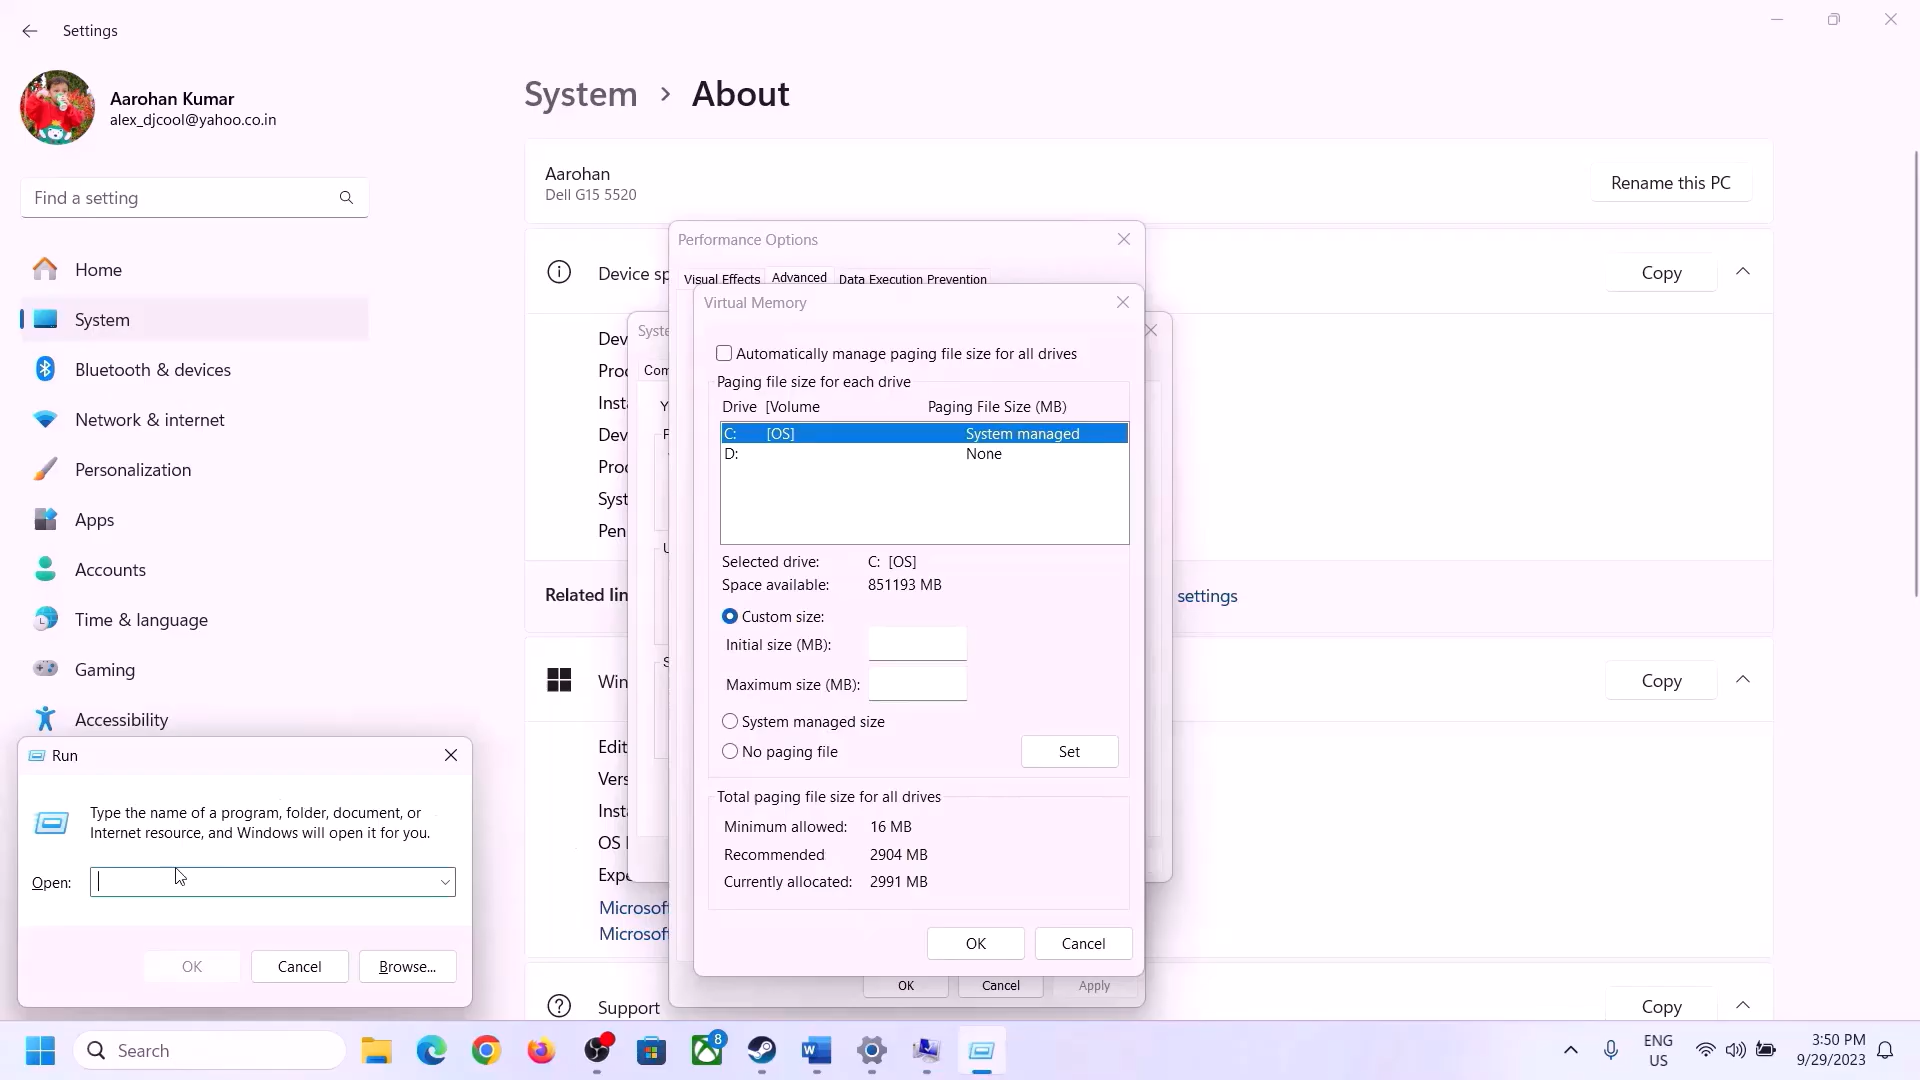 Settings
Aarohan Kumar
alex_djcool@yahoo.co.in
Find a setting
Home
System
Bluetooth & devices
Network & internet
Personalization
Apps
Accounts
Time & language
Gaming
Accessibility
System > About
Aarohan
Dell G15 5520
Rename this PC
Device sp
Copy
Dev
Proc
Inst
Dev
Proc
Syst
Pen
Related lin
settings
Win
Copy
Edit
Vers
Inst
OS
Expe
Microsof
Microsof
Support
Copy
Syste
Com
Performance Options
Visual Effects
Advanced
Data Execution Prevention
OK
Cancel
Apply
Virtual Memory
Automatically manage paging file size for all drives
Paging file size for each drive
Drive [Volume Paging File Size (MB)
C: [OS] System managed
D: None
Selected drive: C: [OS]
Space available: 851193 MB
Custom size:
Initial size (MB):
Maximum size (MB):
System managed size
No paging file
Set
Total paging file size for all drives
Minimum allowed: 16 MB
Recommended 2904 MB
Currently allocated: 2991 MB
OK
Cancel
Run
Type the name of a program, folder, document, or
Internet resource, and Windows will open it for you.
Open:
OK
Cancel
Browse...
Search
8
ENG
US
3:50 PM
9/29/2023